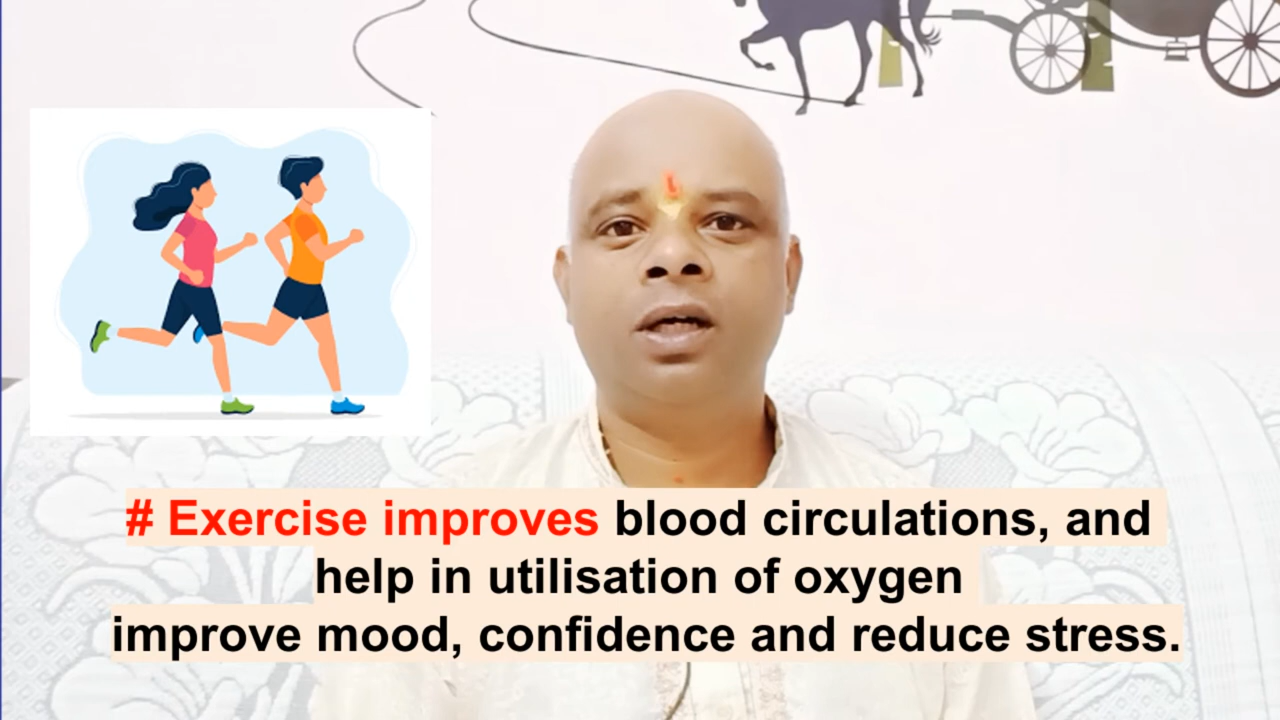 # Exercise improves blood circulations, and
help in utilisation of oxygen
improve mood, confidence and reduce stress.